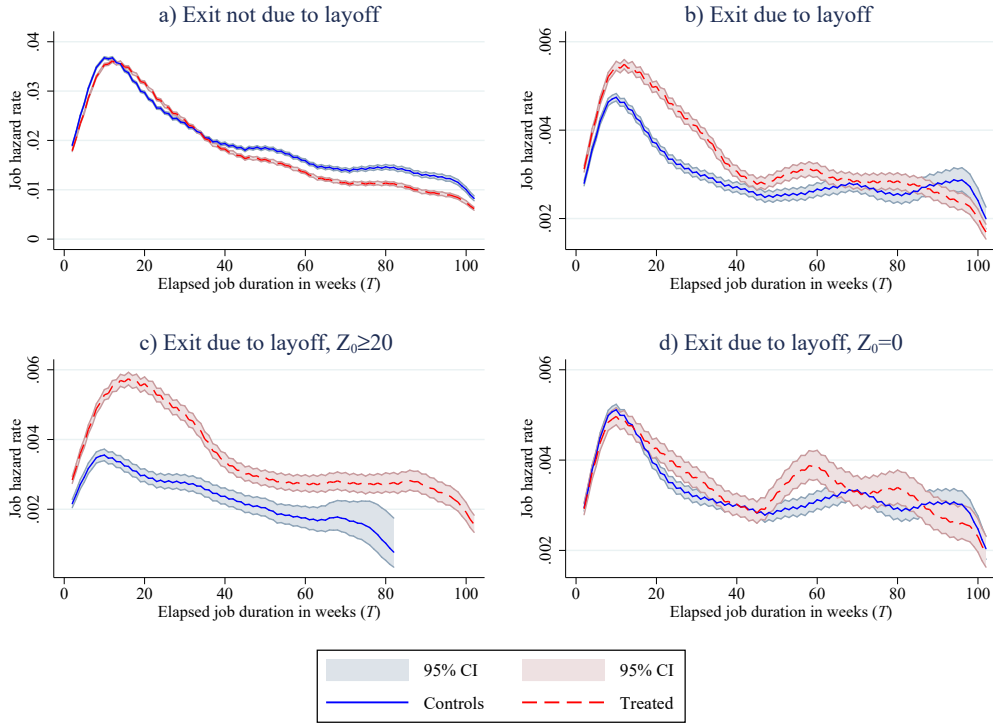 a) Exit not due to layoff
Job hazard rate
.04
.03
.02
.01
0
0 20 40 60 80 100
Elapsed job duration in weeks (T)
b) Exit due to layoff
Job hazard rate
.006
.004
.002
0 20 40 60 80 100
Elapsed job duration in weeks (T)
c) Exit due to layoff, Z₀≥20
Job hazard rate
.006
.004
.002
0 20 40 60 80 100
Elapsed job duration in weeks (T)
d) Exit due to layoff, Z₀=0
Job hazard rate
.006
.004
.002
0 20 40 60 80 100
Elapsed job duration in weeks (T)
95% CI 95% CI
Controls Treated